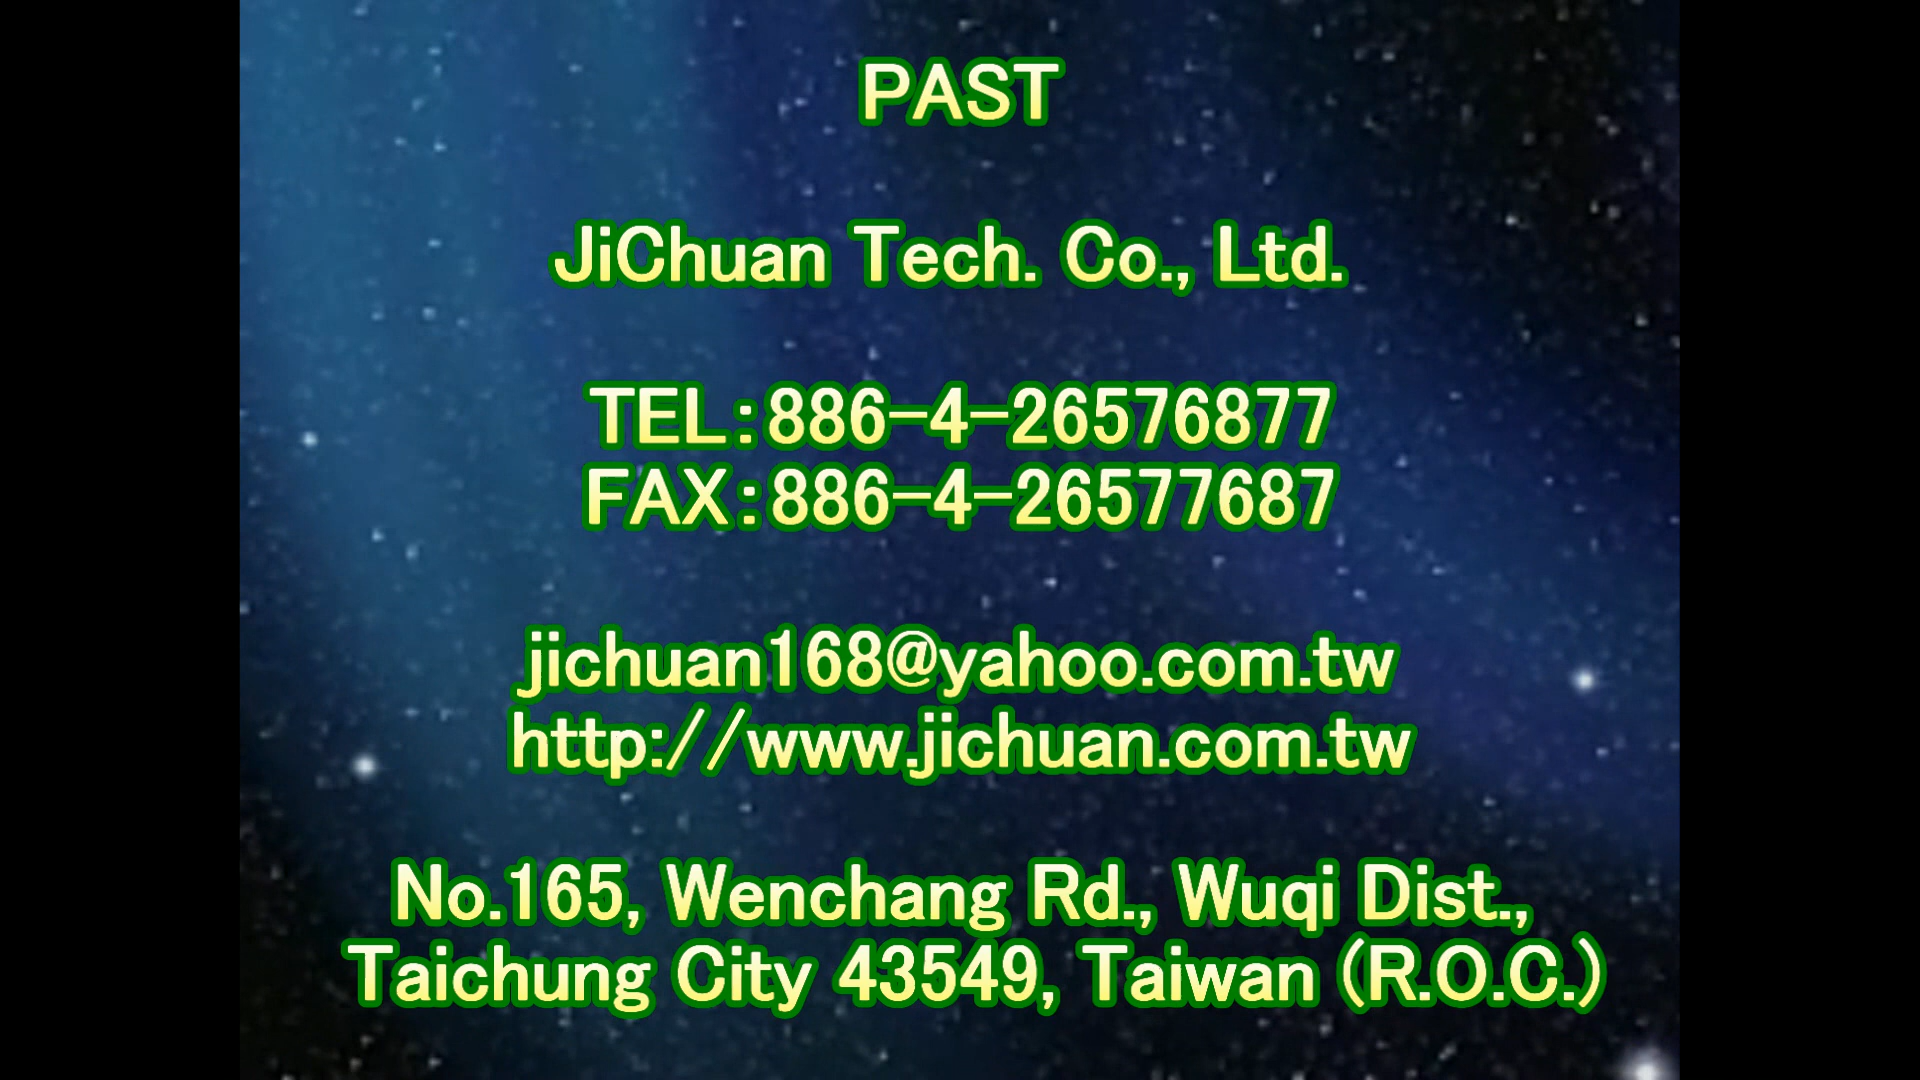 PAST
JiChuan Tech. Co., Ltd.
TEL:886-4-26576877
FAX:886-4-26577687
jichuan168@yahoo.com.tw
http://www.jichuan.com.tw
No.165, Wenchang Rd., Wuqi Dist.,
Taichung City 43549, Taiwan (R.O.C.)